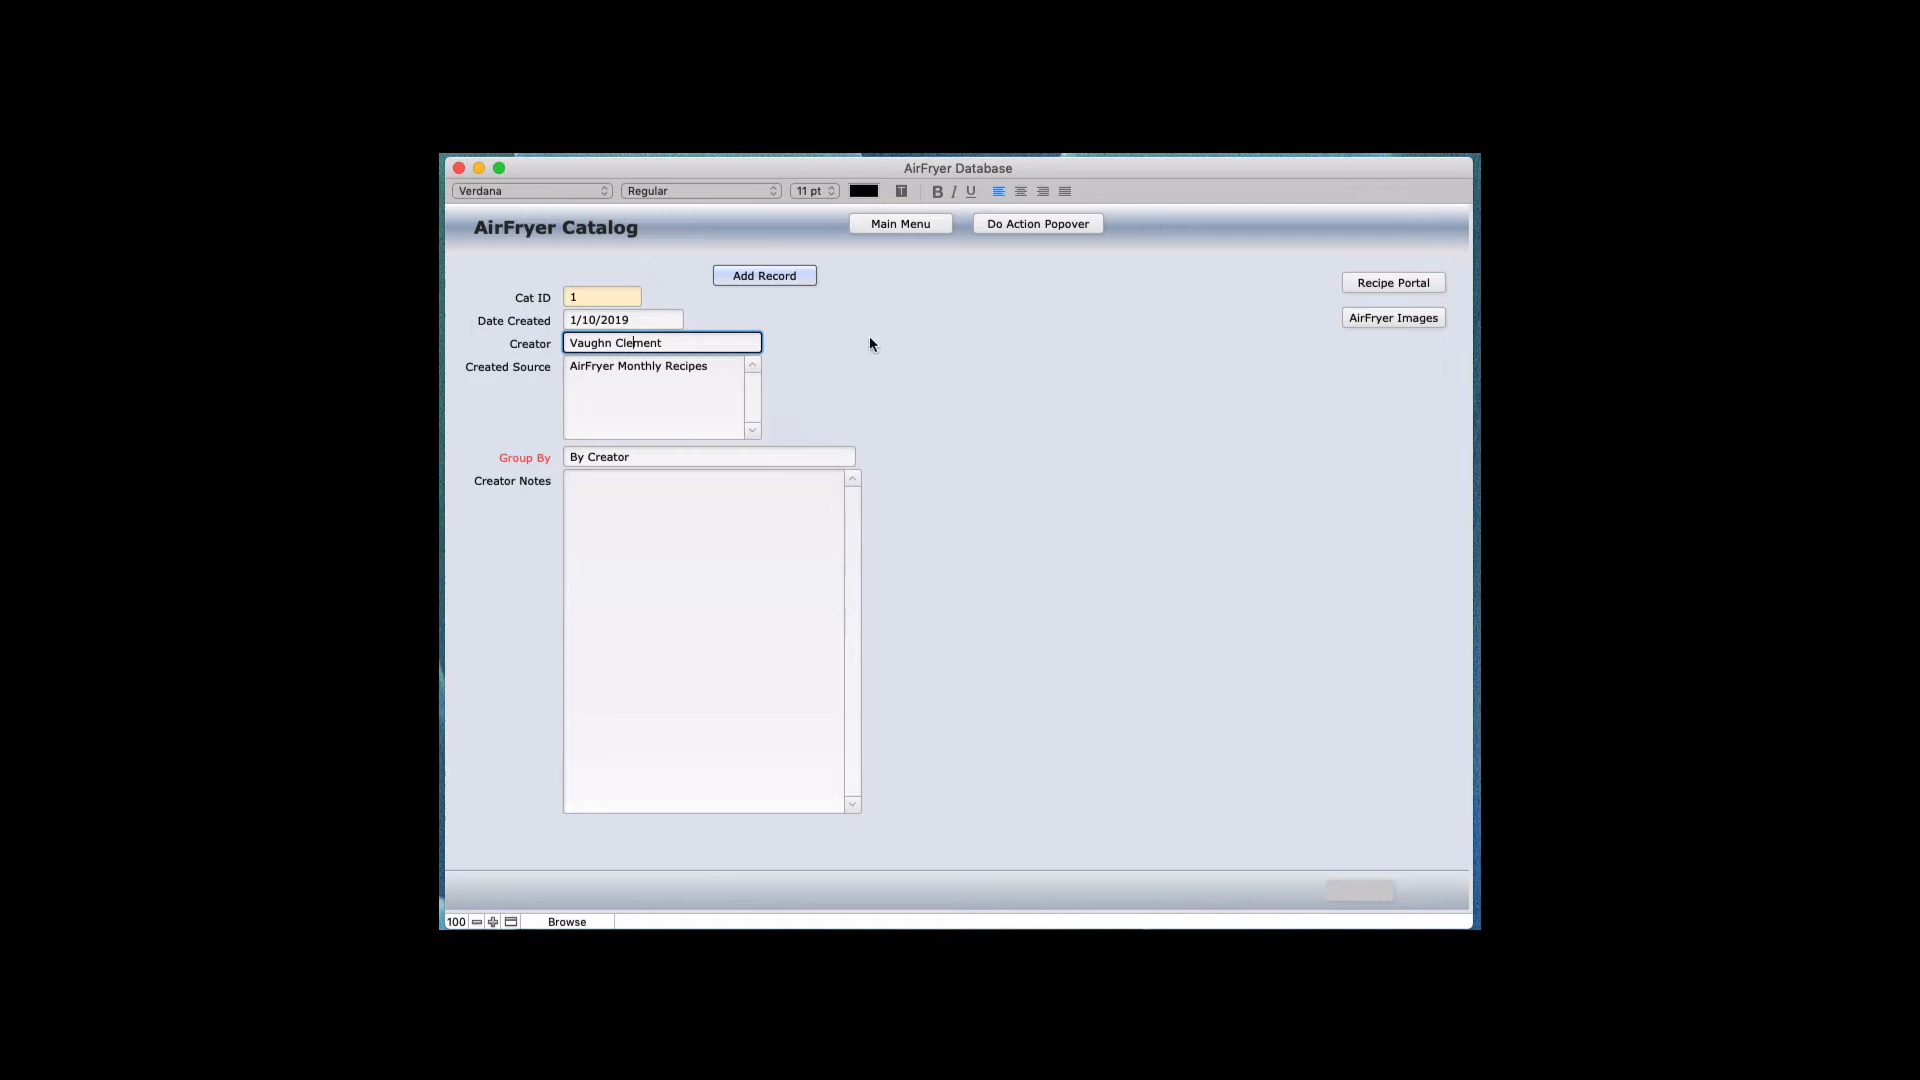 AirFryer Database
Verdana Regular 11 pt T B I U
AirFryer Catalog
Main Menu Do Action Popover
Add Record
Recipe Portal
Cat ID 1
AirFryer Images
Date Created 1/10/2019
Creator Vaughn Clement
Created Source AirFryer Monthly Recipes
Group By By Creator
Creator Notes
100 Browse